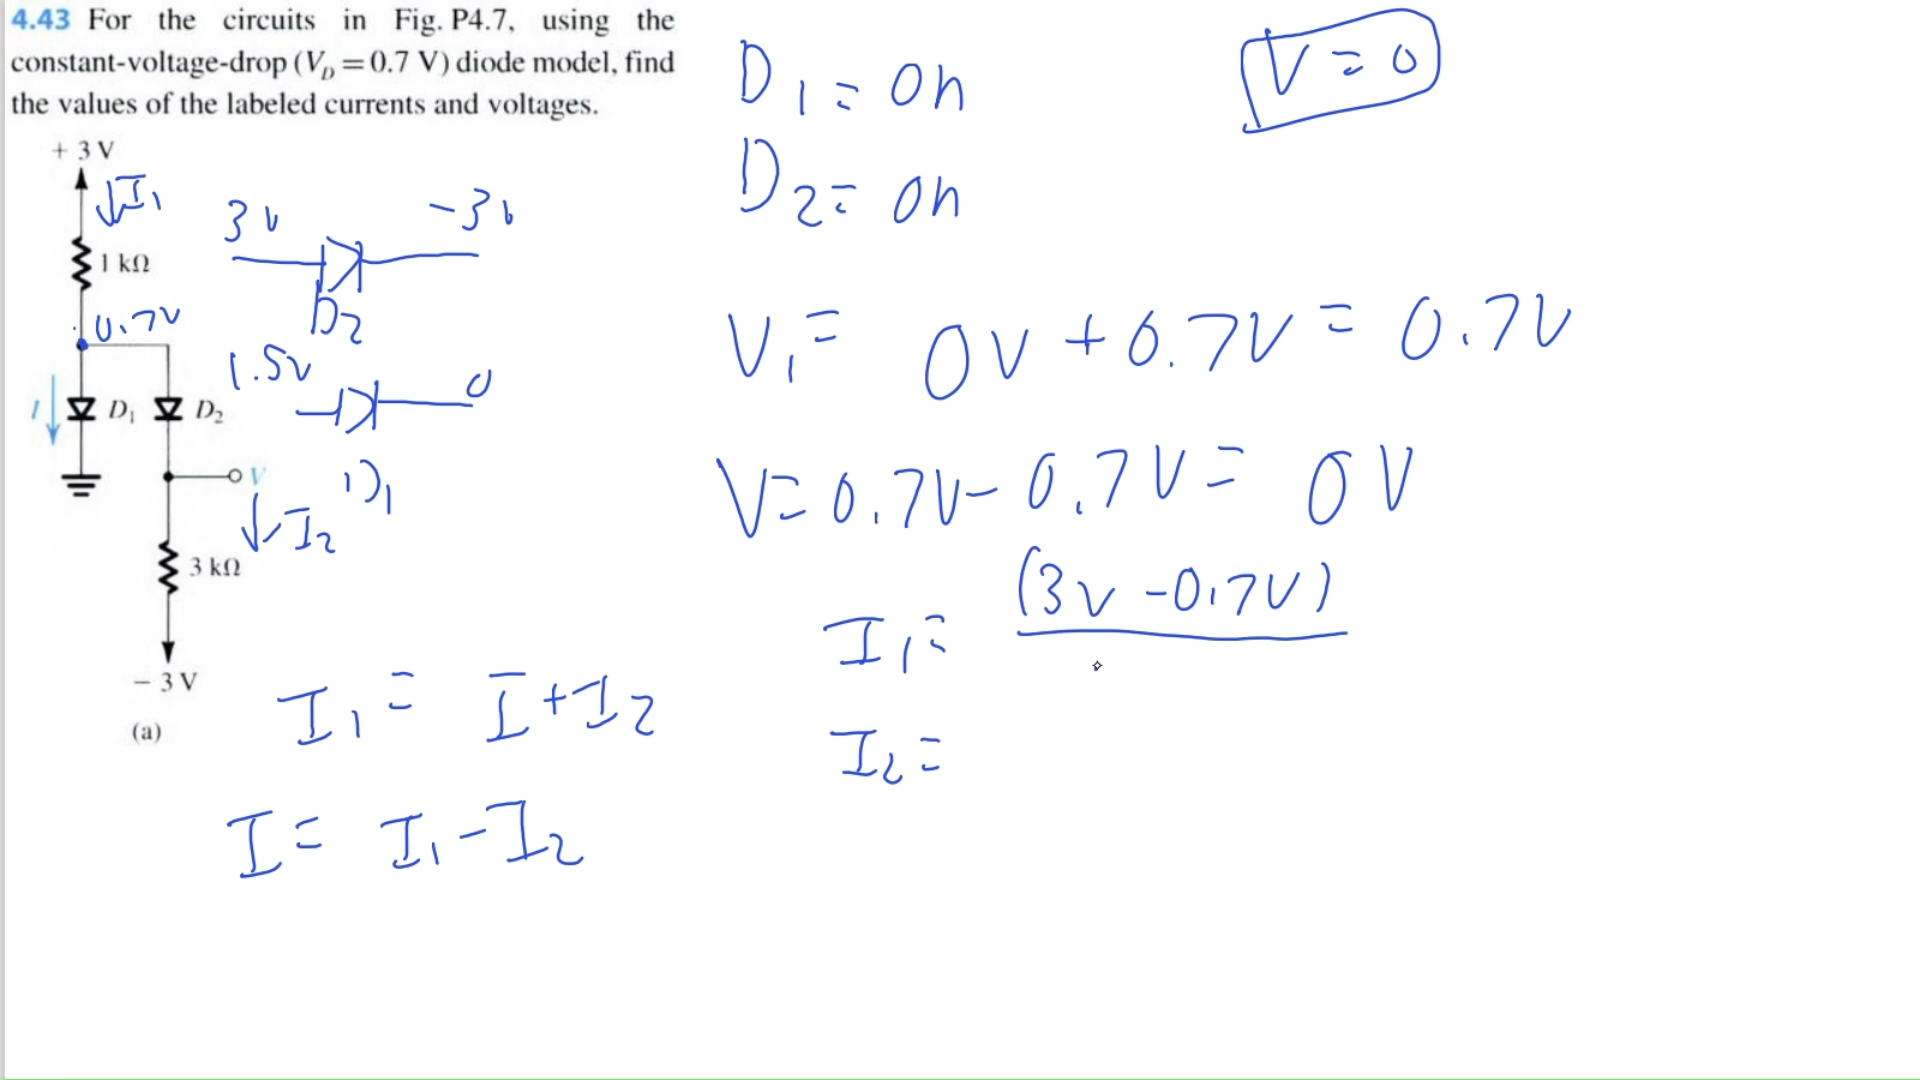 4.43 For the circuits in Fig. P4.7, using the
constant-voltage-drop (V_D = 0.7 V) diode model, find
the values of the labeled currents and voltages.
+ 3 V
I₁
1 kΩ
0.7V
I
D₁
D₂
V
I₂
3 kΩ
− 3 V
(a)
3V
-3V
D₂
1.5V
0
D₁
I₁ = I + I₂
I = I₁ - I₂
D₁ = on
D₂ = on
V = 0
V₁ = 0V + 0.7V = 0.7V
V = 0.7V - 0.7V = 0V
I₁ = (3V - 0.7V)
I₂ =